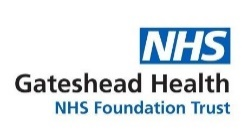 NHS
Gateshead Health
NHS Foundation Trust